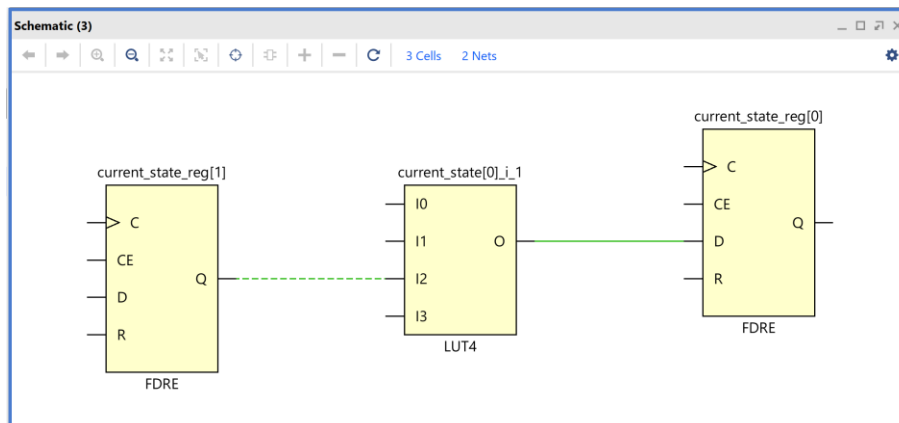 Schematic (3)
3 Cells 2 Nets
current_state_reg[1]
C
CE
D
R
Q
FDRE
current_state[0]_i_1
I0
I1
I2
I3
O
LUT4
current_state_reg[0]
C
CE
D
R
Q
FDRE